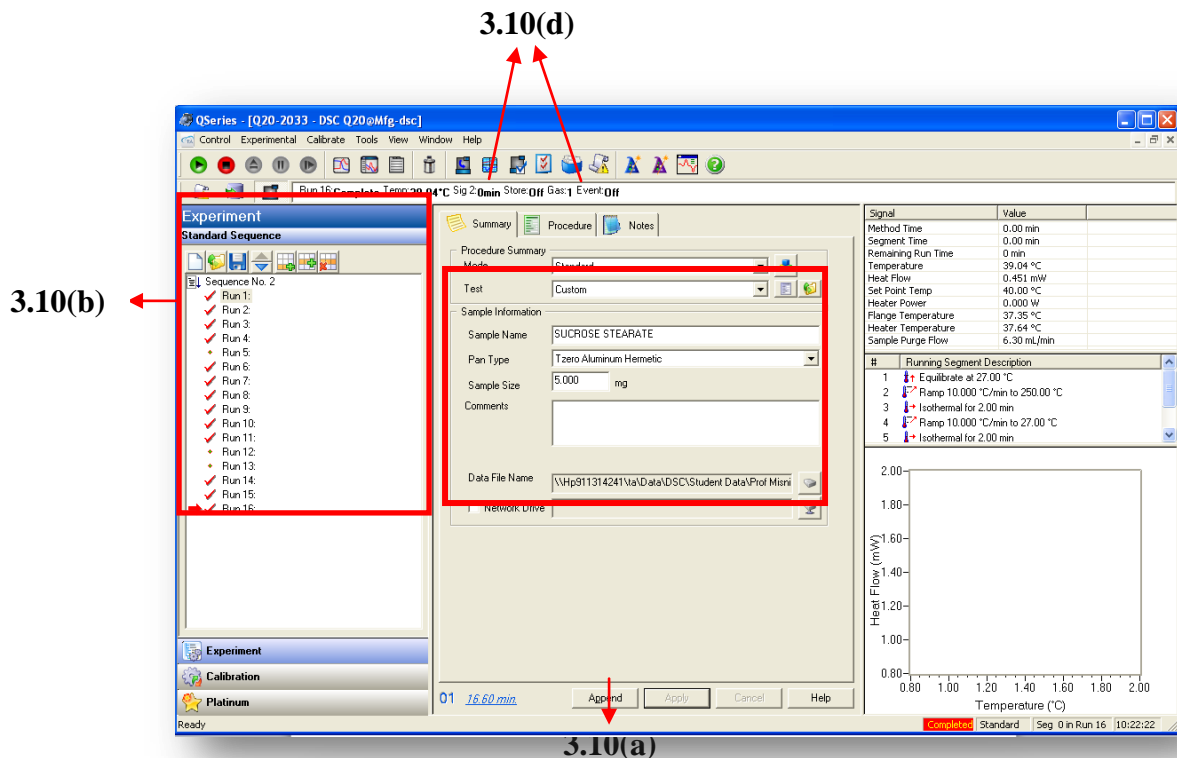 3.10(d)
QSeries - [Q20-2033 - DSC Q20@Mfg-dsc]
Control Experimental Calibrate Tools View Window Help
Run 16:Complete Temp:39.04°C Sig 2:0min Store:Off Gas:1 Event:Off
Experiment
Standard Sequence
Sequence No. 2
Run 1:
Run 2:
Run 3:
Run 4:
Run 5:
Run 6:
Run 7:
Run 8:
Run 9:
Run 10:
Run 11:
Run 12:
Run 13:
Run 14:
Run 15:
Run 16:
Experiment
Calibration
Platinum
3.10(b)
Summary Procedure Notes
Procedure Summary
Mode Standard
Test Custom
Sample Information
Sample Name SUCROSE STEARATE
Pan Type Tzero Aluminum Hermetic
Sample Size 5.000 mg
Comments
Data File Name \\Hp911314241\ta\Data\DSC\Student Data\Prof Misni
Network Drive
01 16.60 min. Append Apply Cancel Help
Signal Value
Method Time 0.00 min
Segment Time 0.00 min
Remaining Run Time 0 min
Temperature 39.04 °C
Heat Flow 0.451 mW
Set Point Temp 40.00 °C
Heater Power 0.000 W
Flange Temperature 37.35 °C
Heater Temperature 37.64 °C
Sample Purge Flow 6.30 mL/min
# Running Segment Description
1 Equilibrate at 27.00 °C
2 Ramp 10.000 °C/min to 250.00 °C
3 Isothermal for 2.00 min
4 Ramp 10.000 °C/min to 27.00 °C
5 Isothermal for 2.00 min
2.00
1.80
1.60
1.40
1.20
1.00
0.80
Heat Flow (mW)
0.80 1.00 1.20 1.40 1.60 1.80 2.00
Temperature (°C)
Ready
Completed Standard Seg 0 in Run 16 10:22:22
3.10(a)